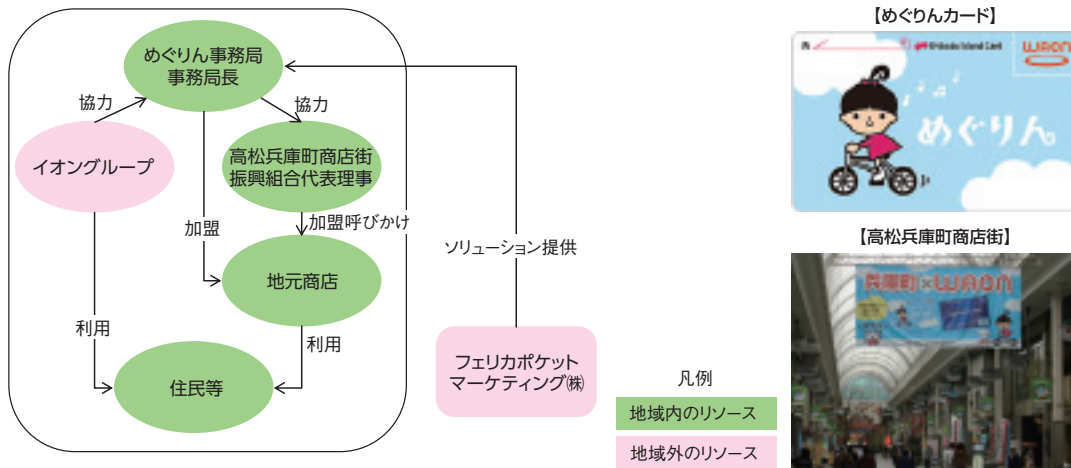 めぐりん事務局
事務局長
協力
協力
イオングループ
高松兵庫町商店街
振興組合代表理事
加盟
加盟呼びかけ
地元商店
利用
利用
住民等
ソリューション提供
フェリカポケット
マーケティング㈱
凡例
地域内のリソース
地域外のリソース
【めぐりんカード】
WAON
めぐりん
【高松兵庫町商店街】
兵庫町×WAON